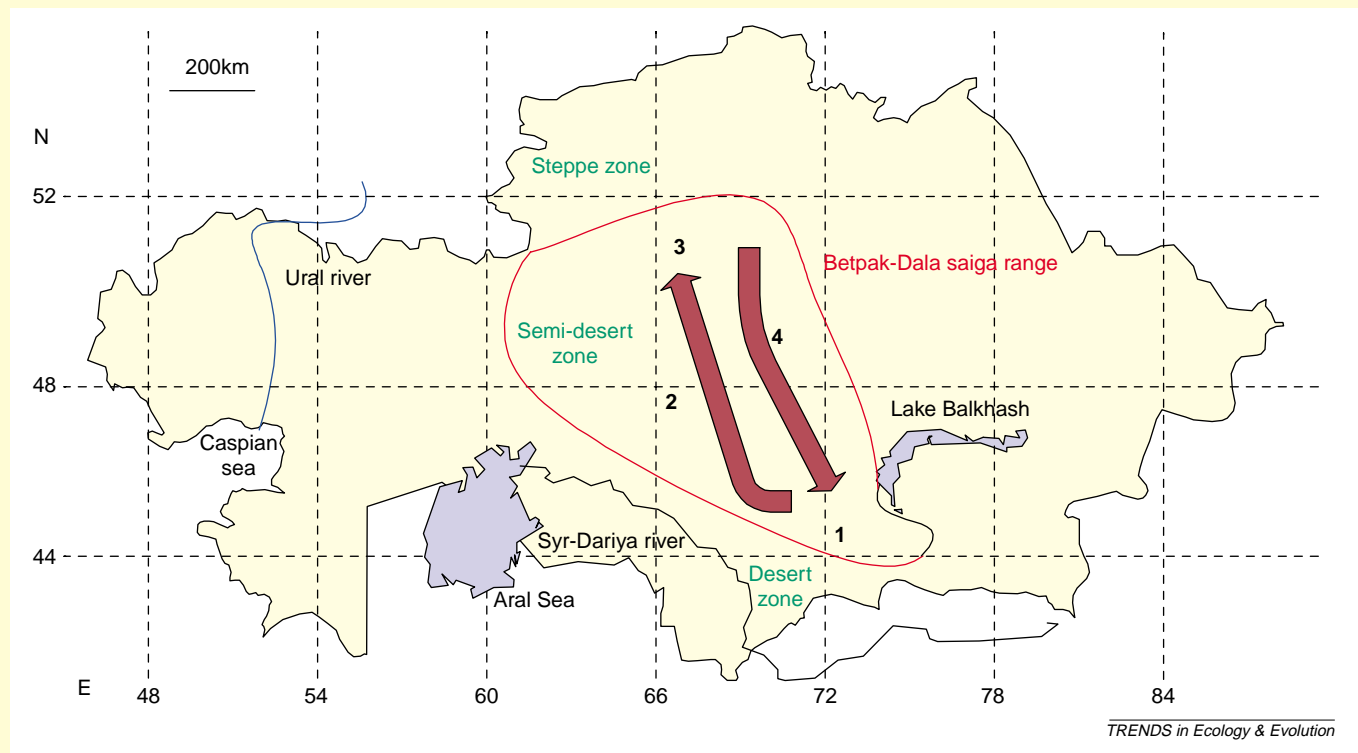 200km
N
Steppe zone
52
3
Betpak-Dala saiga range
Ural river
Semi-desert
zone
4
48
2
Lake Balkhash
Caspian
sea
1
Syr-Dariya river
44
Desert
zone
Aral Sea
E
48 54 60 66 72 78 84
TRENDS in Ecology & Evolution